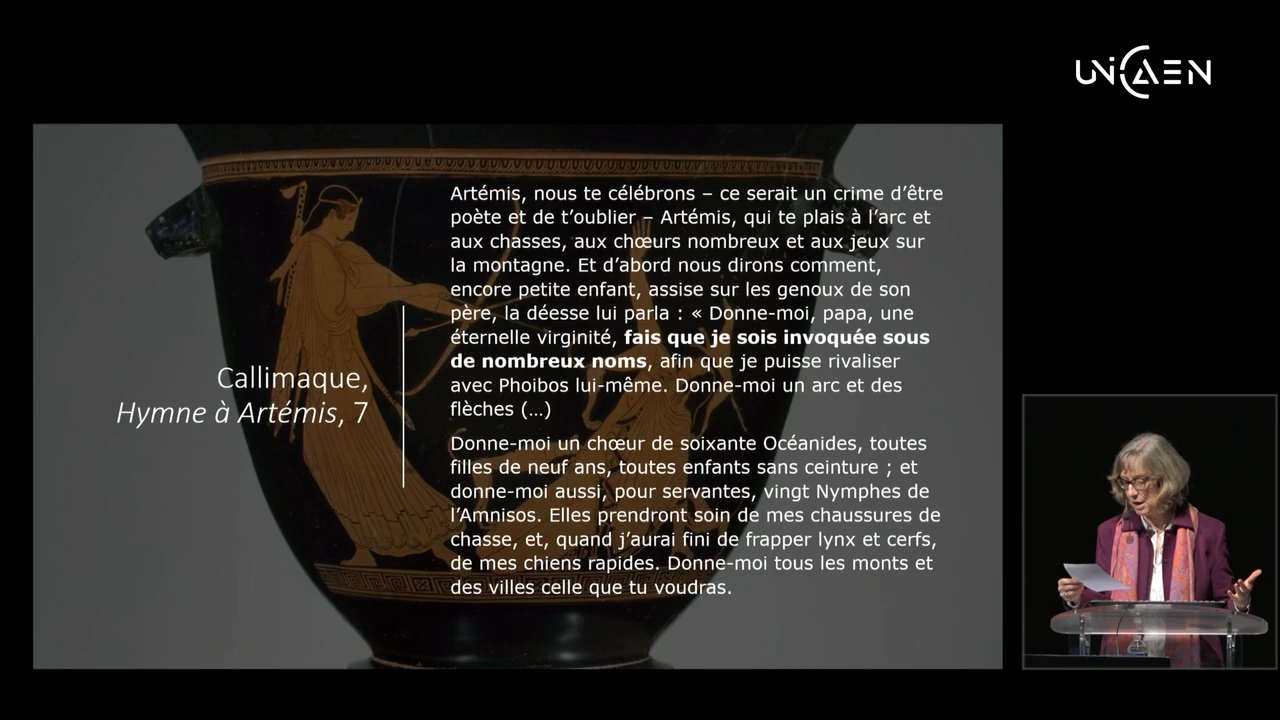 UNICAEN
Artémis, nous te célébrons – ce serait un crime d’être
poète et de t’oublier – Artémis, qui te plais à l’arc et
aux chasses, aux chœurs nombreux et aux jeux sur
la montagne. Et d’abord nous dirons comment,
encore petite enfant, assise sur les genoux de son
père, la déesse lui parla : « Donne-moi, papa, une
éternelle virginité, fais que je sois invoquée sous
de nombreux noms, afin que je puisse rivaliser
avec Phoibos lui-même. Donne-moi un arc et des
flèches (…)
Callimaque,
Hymne à Artémis, 7
Donne-moi un chœur de soixante Océanides, toutes
filles de neuf ans, toutes enfants sans ceinture ; et
donne-moi aussi, pour servantes, vingt Nymphes de
l’Amnisos. Elles prendront soin de mes chaussures de
chasse, et, quand j’aurai fini de frapper lynx et cerfs,
de mes chiens rapides. Donne-moi tous les monts et
des villes celle que tu voudras.